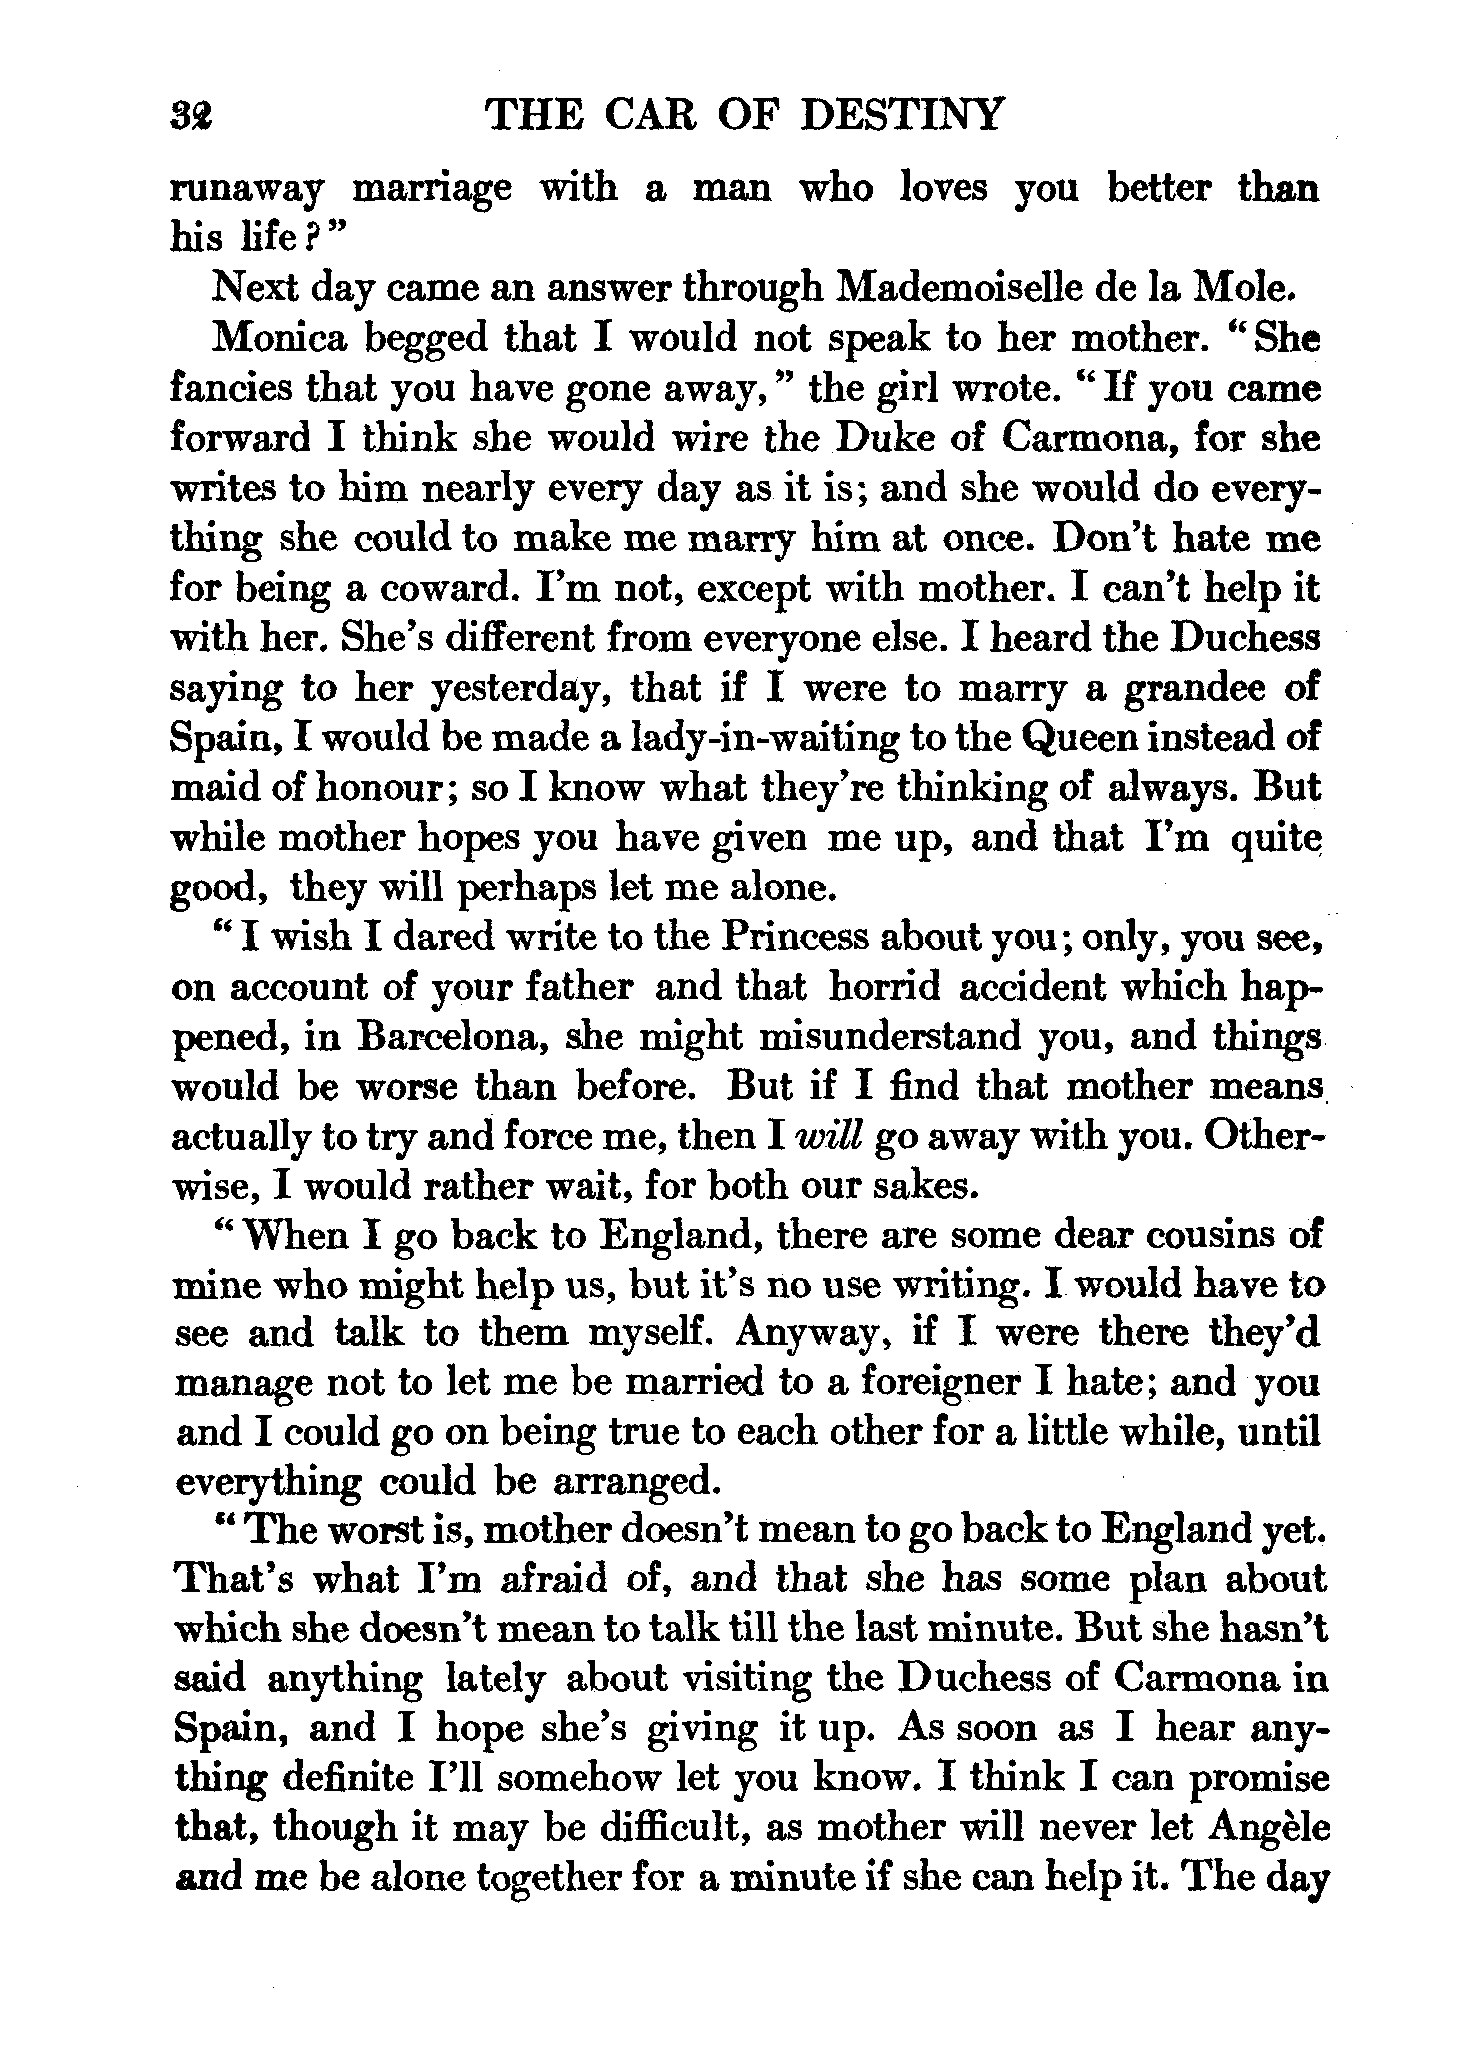 32 THE CAR OF DESTINY
runaway marriage with a man who loves you better than
his life?"
Next day came an answer through Mademoiselle de la Mole.
Monica begged that I would not speak to her mother. "She
fancies that you have gone away," the girl wrote. "If you came
forward I think she would wire the Duke of Carmona, for she
writes to him nearly every day as it is; and she would do every-
thing she could to make me marry him at once. Don't hate me
for being a coward. I'm not, except with mother. I can't help it
with her. She's different from everyone else. I heard the Duchess
saying to her yesterday, that if I were to marry a grandee of
Spain, I would be made a lady-in-waiting to the Queen instead of
maid of honour; so I know what they're thinking of always. But
while mother hopes you have given me up, and that I'm quite
good, they will perhaps let me alone.
"I wish I dared write to the Princess about you; only, you see,
on account of your father and that horrid accident which hap-
pened, in Barcelona, she might misunderstand you, and things
would be worse than before. But if I find that mother means
actually to try and force me, then I will go away with you. Other-
wise, I would rather wait, for both our sakes.
"When I go back to England, there are some dear cousins of
mine who might help us, but it's no use writing. I would have to
see and talk to them myself. Anyway, if I were there they'd
manage not to let me be married to a foreigner I hate; and you
and I could go on being true to each other for a little while, until
everything could be arranged.
"The worst is, mother doesn't mean to go back to England yet.
That's what I'm afraid of, and that she has some plan about
which she doesn't mean to talk till the last minute. But she hasn't
said anything lately about visiting the Duchess of Carmona in
Spain, and I hope she's giving it up. As soon as I hear any-
thing definite I'll somehow let you know. I think I can promise
that, though it may be difficult, as mother will never let Angèle
and me be alone together for a minute if she can help it. The day